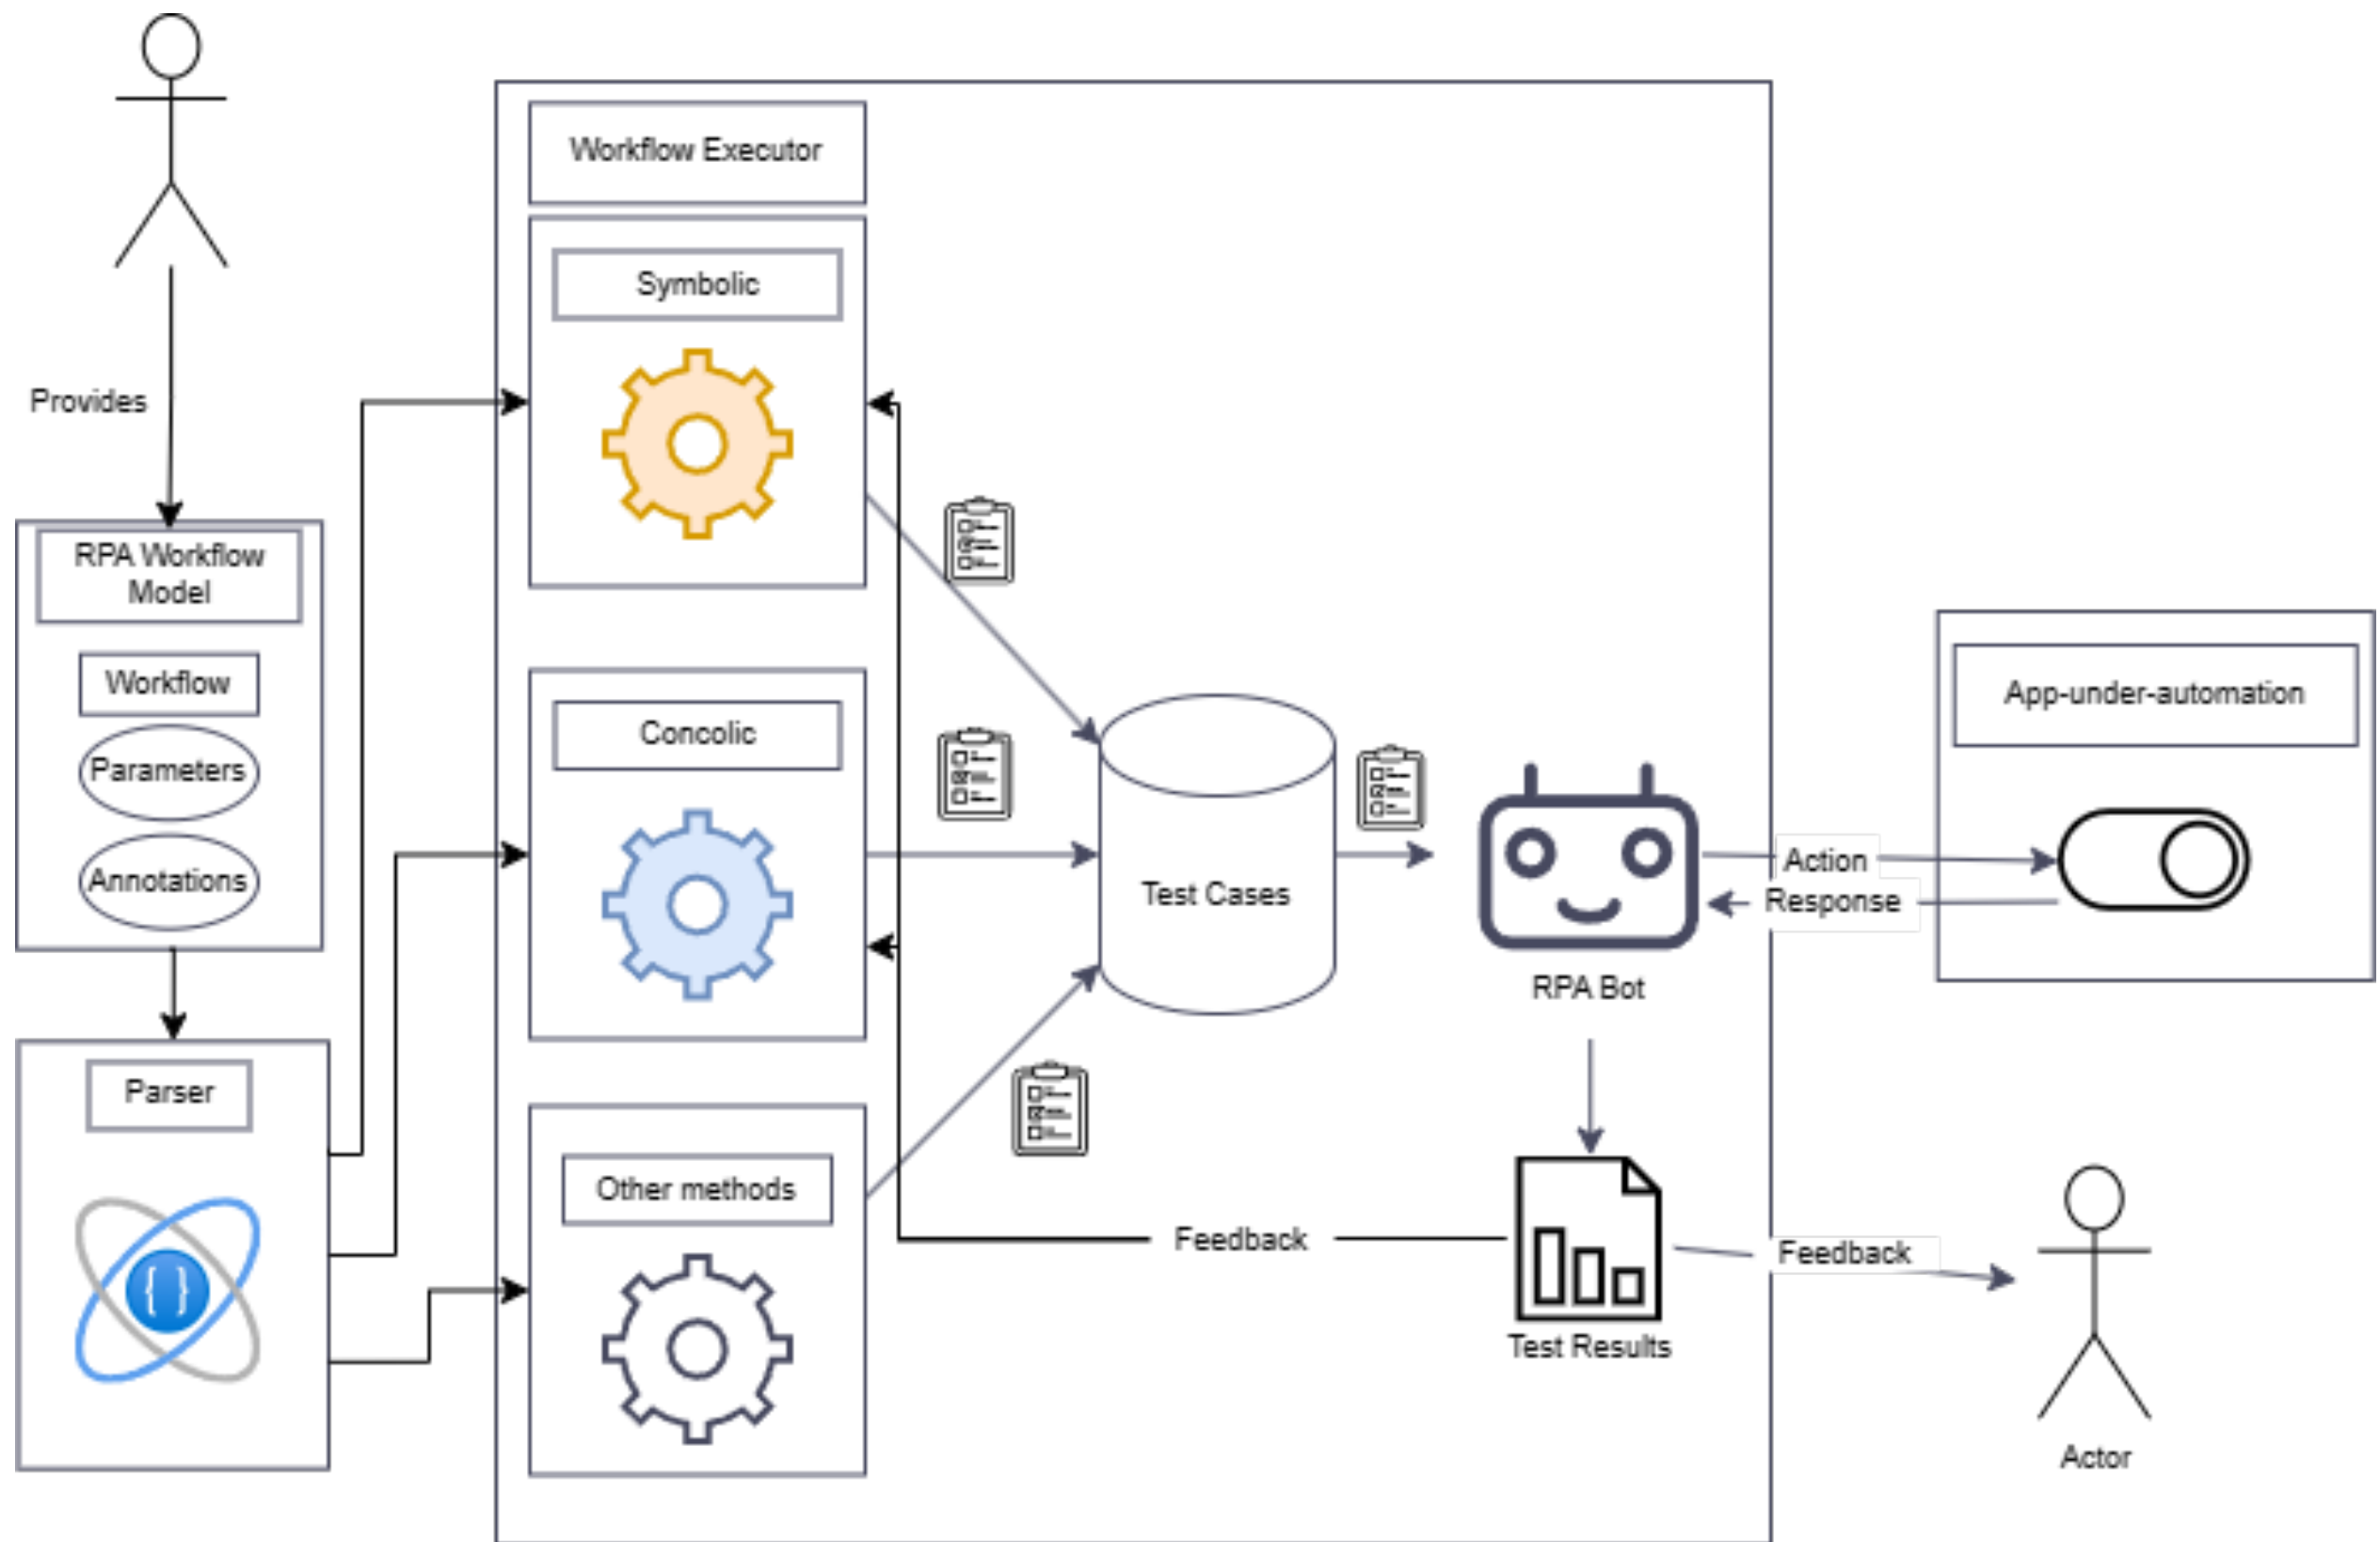 Provides
RPA Workflow
Model
Workflow
Parameters
Annotations
Parser
{ }
Workflow Executor
Symbolic
Concolic
Other methods
Test Cases
RPA Bot
Action
Response
App-under-automation
Feedback
Test Results
Feedback
Actor